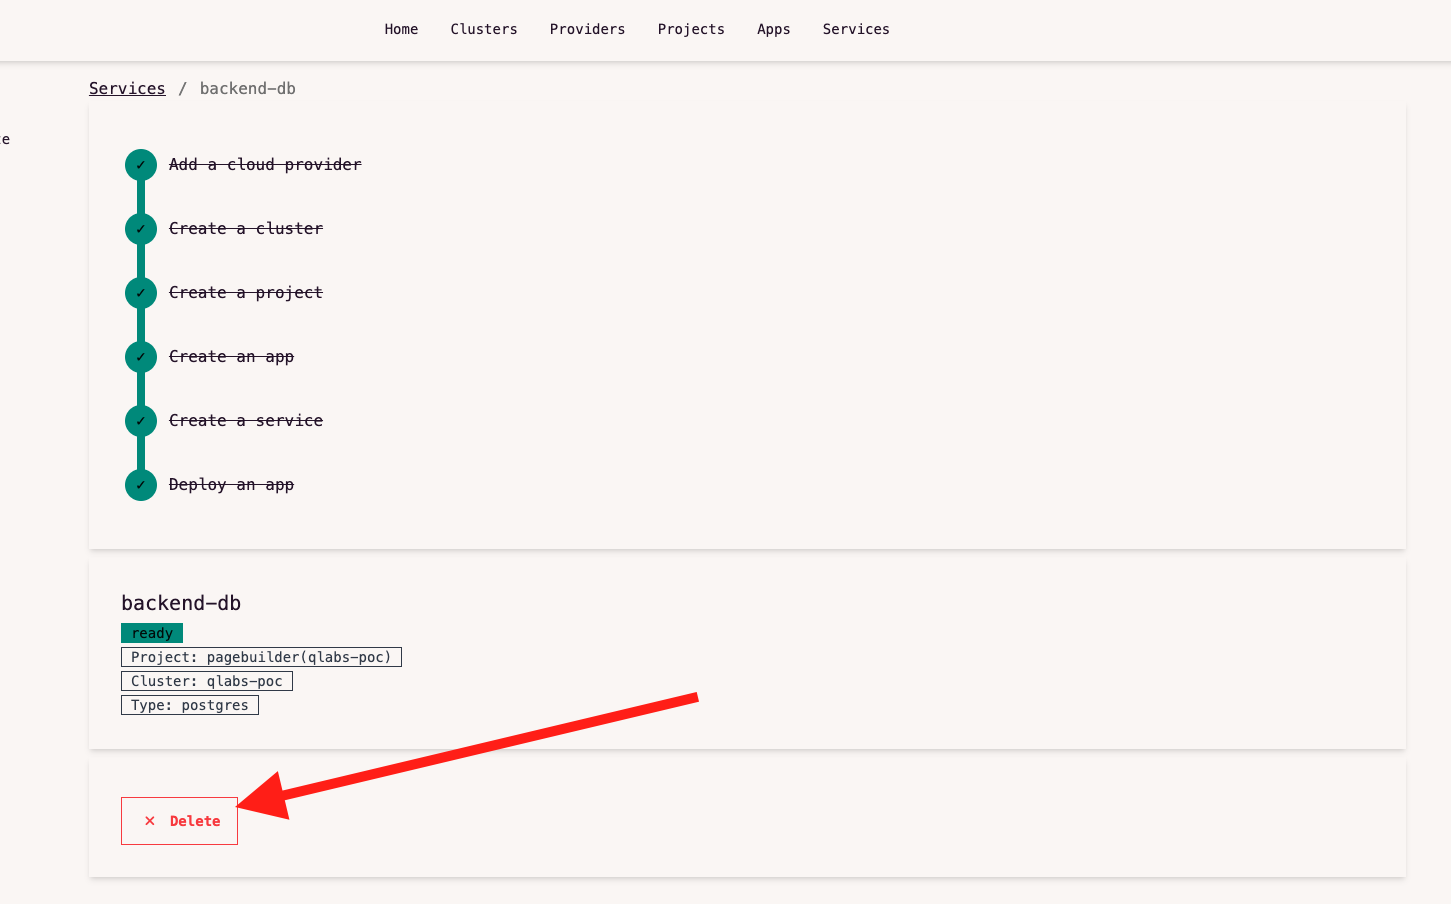 Home Clusters Providers Projects Apps Services
Services / backend-db
✓ Add a cloud provider
✓ Create a cluster
✓ Create a project
✓ Create an app
✓ Create a service
✓ Deploy an app
backend-db
ready
Project: pagebuilder(qlabs-poc)
Cluster: qlabs-poc
Type: postgres
✕ Delete